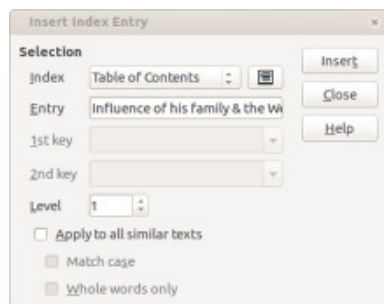 Insert Index Entry
Selection
Index Table of Contents
Entry Influence of his family & the We
1st key
2nd key
Level 1
Apply to all similar texts
Match case
Whole words only
Insert
Close
Help